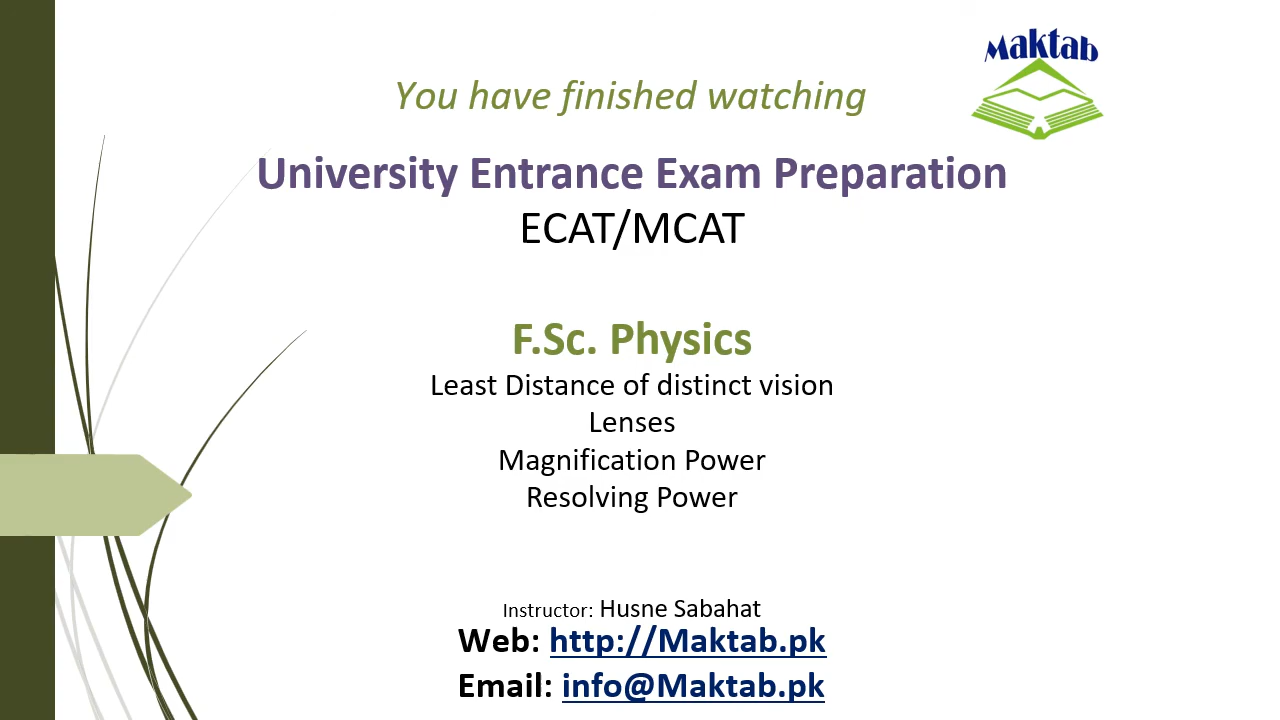 Maktab
You have finished watching
University Entrance Exam Preparation
ECAT/MCAT
F.Sc. Physics
Least Distance of distinct vision
Lenses
Magnification Power
Resolving Power
Instructor: Husne Sabahat
Web: http://Maktab.pk
Email: info@Maktab.pk